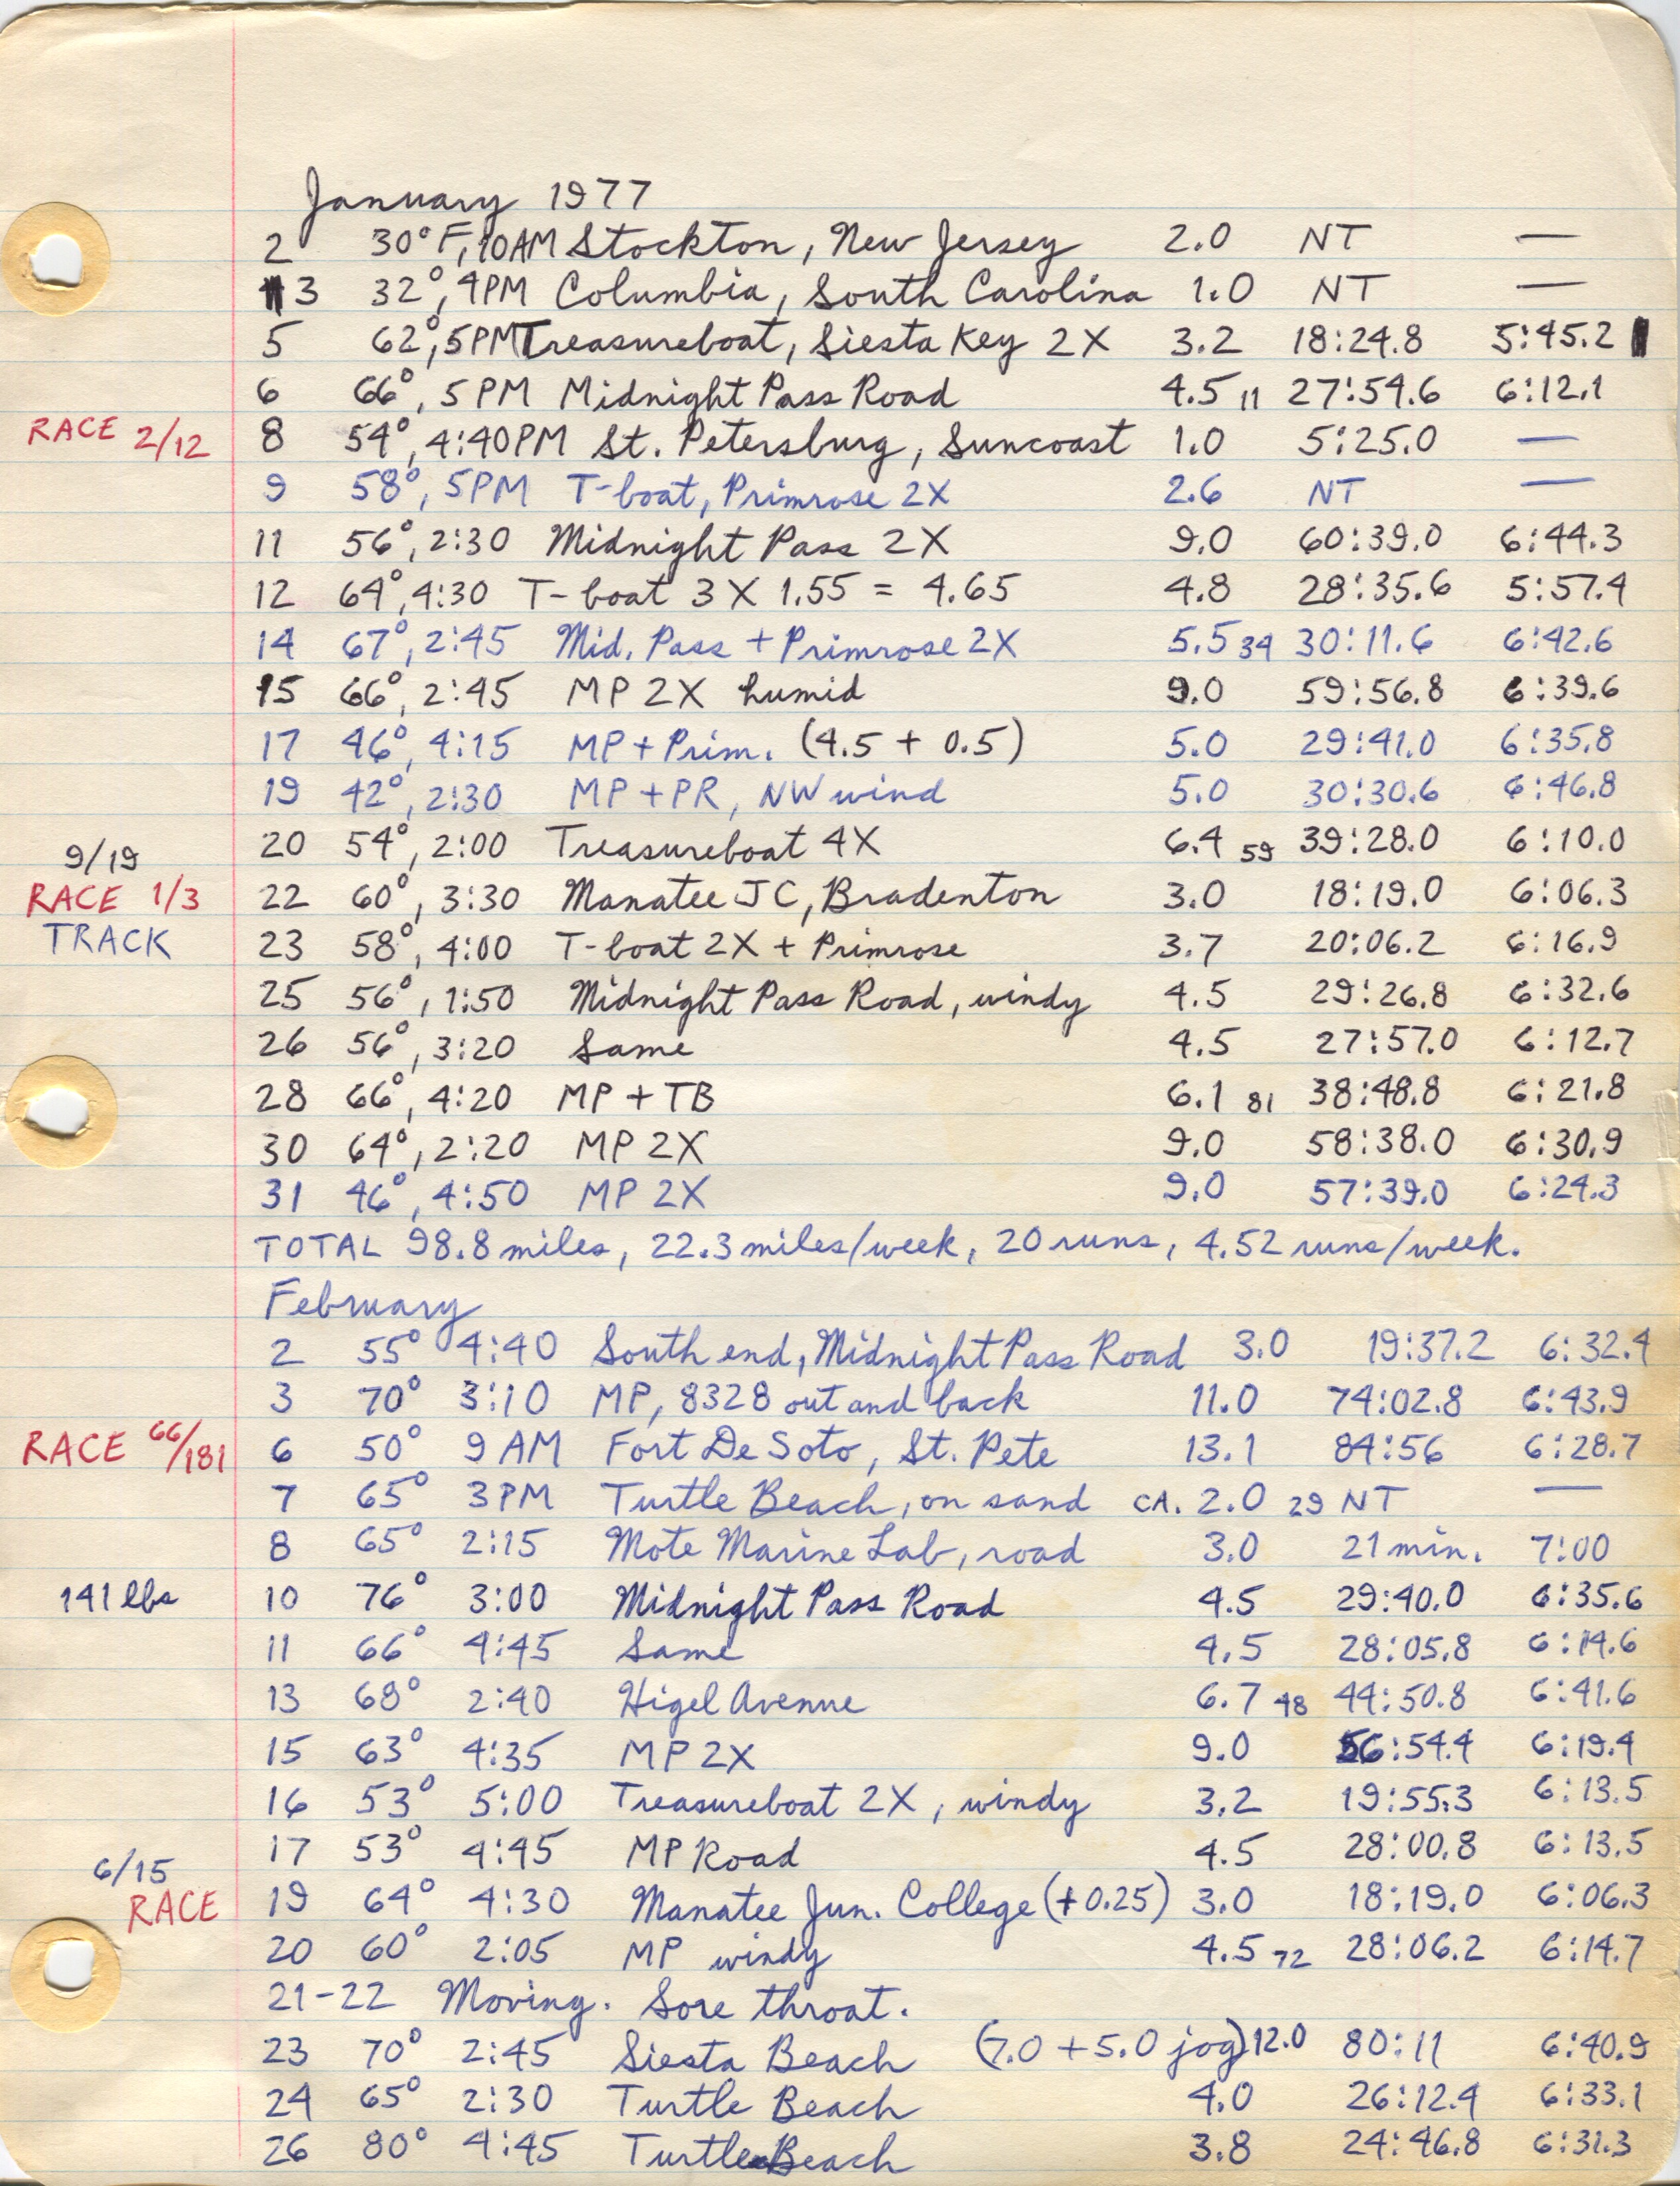 January 1977
2 30°F, 10AM Stockton, New Jersey 2.0 NT —
3 32°, 4PM Columbia, South Carolina 1.0 NT —
5 62°, 5PM Treasureboat, Siesta Key 2X 3.2 18:24.8 5:45.2
6 66°, 5PM Midnight Pass Road 4.5 11 27:54.6 6:12.1
RACE 2/12 8 54°, 4:40PM St. Petersburg, Suncoast 1.0 5:25.0 —
9 58°, 5PM T-boat, Primrose 2X 2.6 NT —
11 56°, 2:30 Midnight Pass 2X 9.0 60:39.0 6:44.3
12 64°, 4:30 T-boat 3 X 1.55 = 4.65 4.8 28:35.6 5:57.4
14 67°, 2:45 Mid. Pass + Primrose 2X 5.5 34 30:11.6 6:42.6
15 66°, 2:45 MP 2X humid 9.0 59:56.8 6:39.6
17 46°, 4:15 MP + Prim. (4.5 + 0.5) 5.0 29:41.0 6:35.8
19 42°, 2:30 MP + PR, NW wind 5.0 30:30.6 6:46.8
20 54°, 2:00 Treasureboat 4X 6.4 59 39:28.0 6:10.0
9/19
RACE 1/3 22 60°, 3:30 Manatee JC, Bradenton 3.0 18:19.0 6:06.3
TRACK 23 58°, 4:00 T-boat 2X + Primrose 3.7 20:06.2 6:16.9
25 56°, 1:50 Midnight Pass Road, windy 4.5 29:26.8 6:32.6
26 56°, 3:20 Same 4.5 27:57.0 6:12.7
28 66°, 4:20 MP + TB 6.1 81 38:48.8 6:21.8
30 64°, 2:20 MP 2X 9.0 58:38.0 6:30.9
31 46°, 4:50 MP 2X 9.0 57:39.0 6:24.3
TOTAL 98.8 miles, 22.3 miles/week, 20 runs, 4.52 runs/week.
February
2 55° 4:40 South end, Midnight Pass Road 3.0 19:37.2 6:32.4
3 70° 3:10 MP, 8328 out and back 11.0 74:02.8 6:43.9
RACE 66/181 6 50° 9 AM Fort De Soto, St. Pete 13.1 84:56 6:28.7
7 65° 3PM Turtle Beach, on sand CA. 2.0 29 NT —
8 65° 2:15 Mote Marine Lab, road 3.0 21 min. 7:00
141 lbs 10 76° 3:00 Midnight Pass Road 4.5 29:40.0 6:35.6
11 66° 4:45 Same 4.5 28:05.8 6:14.6
13 68° 2:40 Higel Avenue 6.7 48 44:50.8 6:41.6
15 63° 4:35 MP 2X 9.0 56:54.4 6:19.4
16 53° 5:00 Treasureboat 2X, windy 3.2 19:55.3 6:13.5
17 53° 4:45 MP Road 4.5 28:00.8 6:13.5
6/15
RACE 19 64° 4:30 Manatee Jun. College (+0.25) 3.0 18:19.0 6:06.3
20 60° 2:05 MP windy 4.5 72 28:06.2 6:14.7
21-22 Moving. Sore throat.
23 70° 2:45 Siesta Beach (7.0 + 5.0 jog) 12.0 80:11 6:40.9
24 65° 2:30 Turtle Beach 4.0 26:12.4 6:33.1
26 80° 4:45 Turtle Beach 3.8 24:46.8 6:31.3